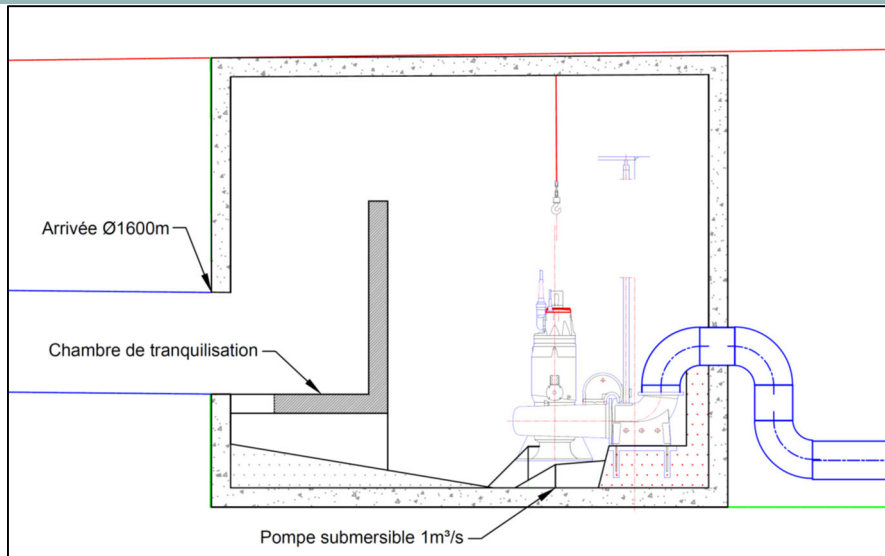 Arrivée Ø1600m
Chambre de tranquilisation
Pompe submersible 1m³/s